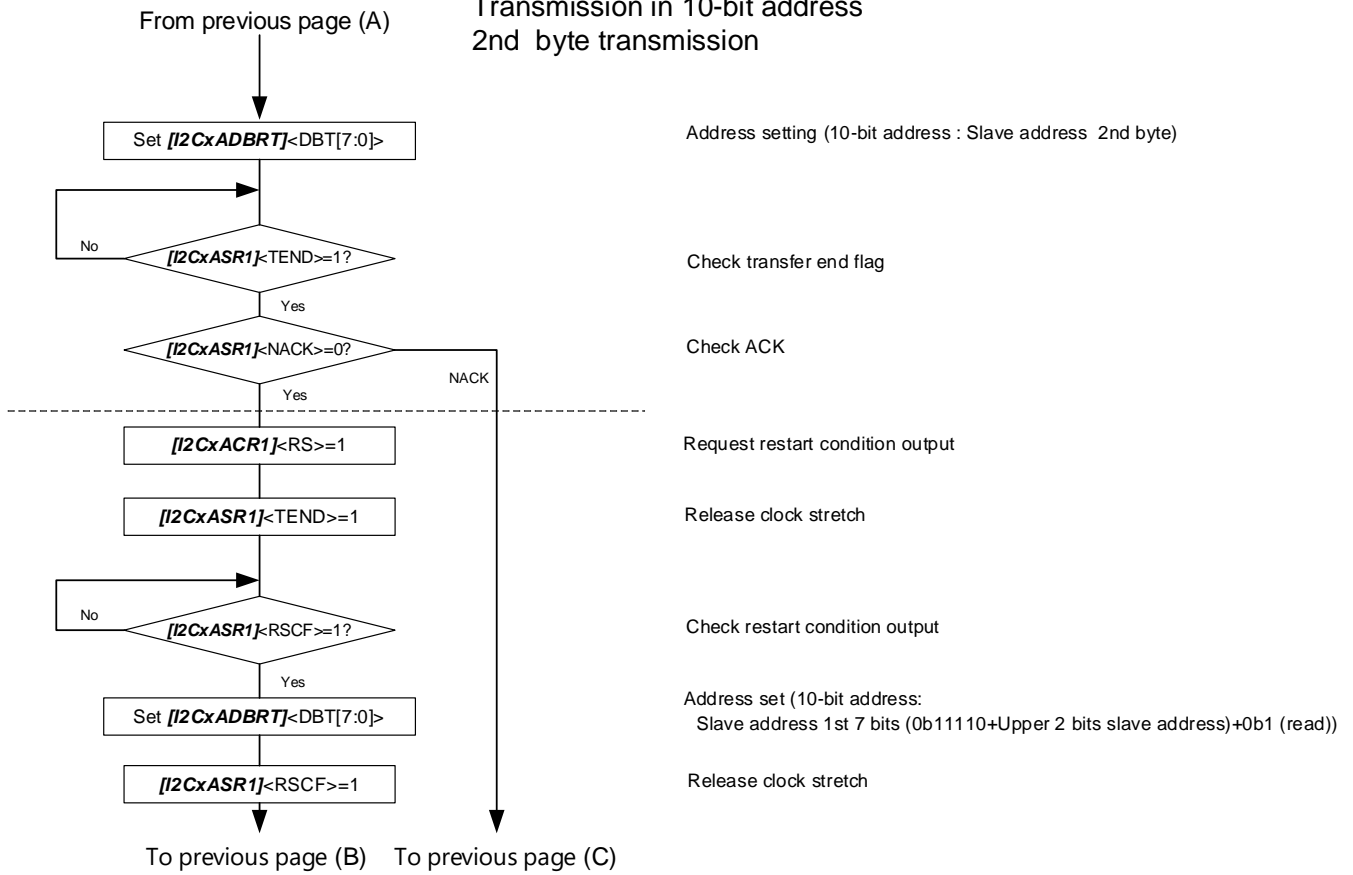 Transmission in 10-bit address
2nd byte transmission
From previous page (A)
Set [I2CxADBRT]<DBT[7:0]>
Address setting (10-bit address : Slave address 2nd byte)
No
[I2CxASR1]<TEND>=1?
Check transfer end flag
Yes
[I2CxASR1]<NACK>=0?
Check ACK
NACK
Yes
[I2CxACR1]<RS>=1
Request restart condition output
[I2CxASR1]<TEND>=1
Release clock stretch
No
[I2CxASR1]<RSCF>=1?
Check restart condition output
Yes
Set [I2CxADBRT]<DBT[7:0]>
Address set (10-bit address:
Slave address 1st 7 bits (0b11110+Upper 2 bits slave address)+0b1 (read))
[I2CxASR1]<RSCF>=1
Release clock stretch
To previous page (B)
To previous page (C)